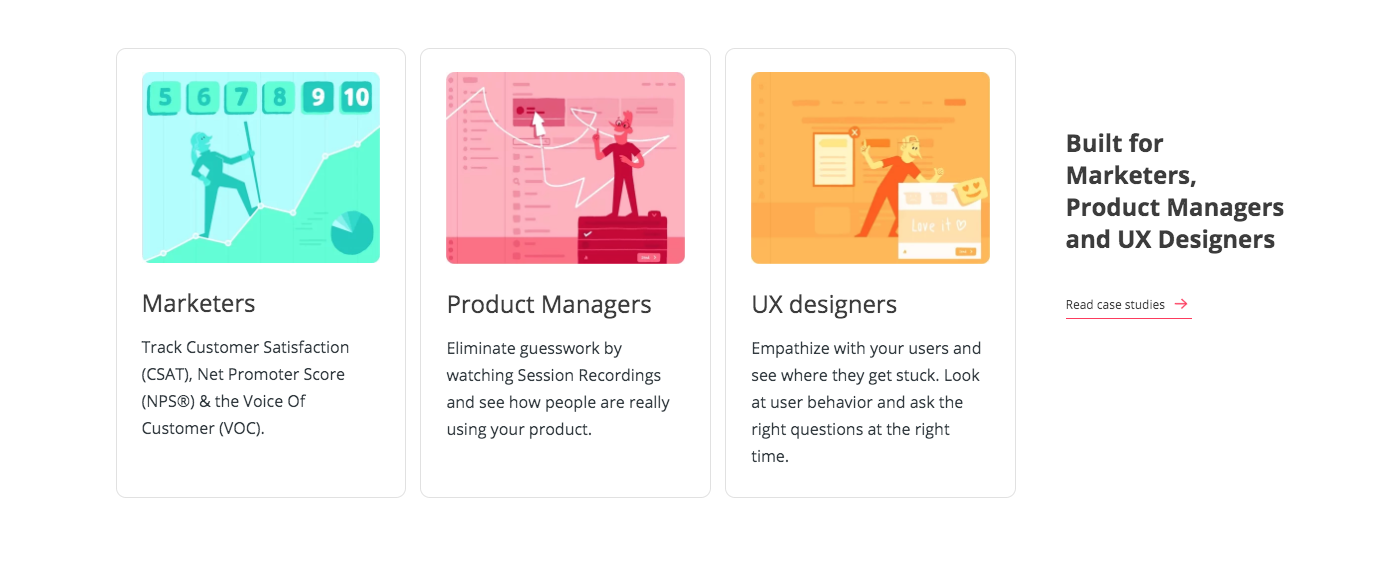 5 6 7 8 9 10
Marketers
Track Customer Satisfaction
(CSAT), Net Promoter Score
(NPS®) & the Voice Of
Customer (VOC).
Product Managers
Eliminate guesswork by
watching Session Recordings
and see how people are really
using your product.
Love it
UX designers
Empathize with your users and
see where they get stuck. Look
at user behavior and ask the
right questions at the right
time.
Built for
Marketers,
Product Managers
and UX Designers
Read case studies